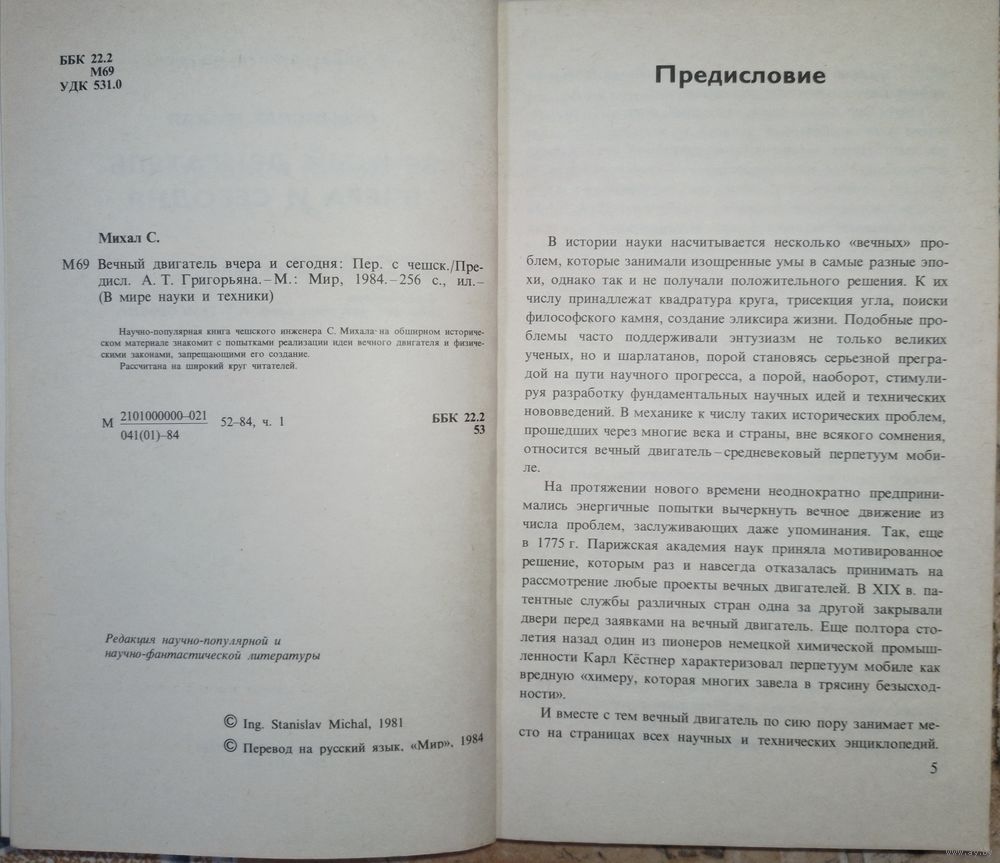 ББК 22.2
М69
УДК 531.0
Михал С.
М69 Вечный двигатель вчера и сегодня: Пер. с чешск./Пре-
дисл. А. Т. Григорьяна.–М.: Мир, 1984.–256 с., ил.–
(В мире науки и техники)
Научно-популярная книга чешского инженера С. Михала на обширном историче-
ском материале знакомит с попытками реализации идеи вечного двигателя и физиче-
скими законами, запрещающими его создание.
Рассчитана на широкий круг читателей.
М 2101000000–021
041(01)–84
52–84, ч. 1
ББК 22.2
53
Редакция научно-популярной и
научно-фантастической литературы
© Ing. Stanislav Michal, 1981
© Перевод на русский язык. «Мир». 1984
Предисловие
В истории науки насчитывается несколько «вечных» про-
блем, которые занимали изощренные умы в самые разные эпо-
хи, однако так и не получали положительного решения. К их
числу принадлежат квадратура круга, трисекция угла, поиски
философского камня, создание эликсира жизни. Подобные про-
блемы часто поддерживали энтузиазм не только великих
ученых, но и шарлатанов, порой становясь серьезной прегра-
дой на пути научного прогресса, а порой, наоборот, стимули-
руя разработку фундаментальных научных идей и технических
нововведений. В механике к числу таких исторических проблем,
прошедших через многие века и страны, вне всякого сомнения,
относится вечный двигатель–средневековый перпетуум моби-
ле.
На протяжении нового времени неоднократно предприни-
мались энергичные попытки вычеркнуть вечное движение из
числа проблем, заслуживающих даже упоминания. Так, еще
в 1775 г. Парижская академия наук приняла мотивированное
решение, которым раз и навсегда отказалась принимать на
рассмотрение любые проекты вечных двигателей. В XIX в. па-
тентные службы различных стран одна за другой закрывали
двери перед заявками на вечный двигатель. Еще полтора сто-
летия назад один из пионеров немецкой химической промыш-
ленности Карл Кёстнер характеризовал перпетуум мобиле как
вредную «химеру, которая многих завела в трясину безысход-
ности».
И вместе с тем вечный двигатель по сию пору занимает ме-
сто на страницах всех научных и технических энциклопедий.
5